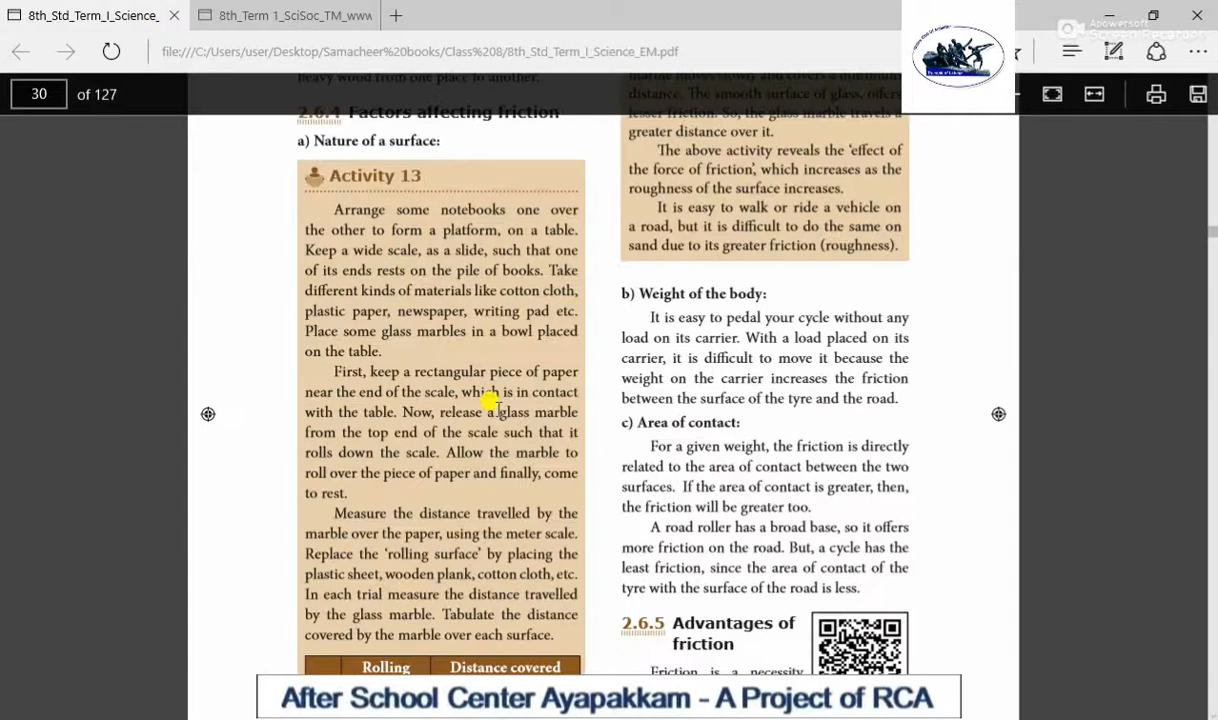 8th_Std_Term_I_Science_
8th_Term 1_SciSoc_TM_www
Apowersoft
Screen Recorder
file:///C:/Users/user/Desktop/Samacheer%20books/Class%208/8th_Std_Term_I_Science_EM.pdf
30 of 127
heavy wood from one place to another.
2.6.4 Factors affecting friction
a) Nature of a surface:
Activity 13
Arrange some notebooks one over
the other to form a platform, on a table.
Keep a wide scale, as a slide, such that one
of its ends rests on the pile of books. Take
different kinds of materials like cotton cloth,
plastic paper, newspaper, writing pad etc.
Place some glass marbles in a bowl placed
on the table.
First, keep a rectangular piece of paper
near the end of the scale, which is in contact
with the table. Now, release a glass marble
from the top end of the scale such that it
rolls down the scale. Allow the marble to
roll over the piece of paper and finally, come
to rest.
Measure the distance travelled by the
marble over the paper, using the meter scale.
Replace the 'rolling surface' by placing the
plastic sheet, wooden plank, cotton cloth, etc.
In each trial measure the distance travelled
by the glass marble. Tabulate the distance
covered by the marble over each surface.
Rolling Distance covered
distance. The smooth surface of glass, offers
lesser friction. So, the glass marble travels a
greater distance over it.
The above activity reveals the 'effect of
the force of friction', which increases as the
roughness of the surface increases.
It is easy to walk or ride a vehicle on
a road, but it is difficult to do the same on
sand due to its greater friction (roughness).
b) Weight of the body:
It is easy to pedal your cycle without any
load on its carrier. With a load placed on its
carrier, it is difficult to move it because the
weight on the carrier increases the friction
between the surface of the tyre and the road.
c) Area of contact:
For a given weight, the friction is directly
related to the area of contact between the two
surfaces. If the area of contact is greater, then,
the friction will be greater too.
A road roller has a broad base, so it offers
more friction on the road. But, a cycle has the
least friction, since the area of contact of the
tyre with the surface of the road is less.
2.6.5 Advantages of
friction
Friction is a necessity
After School Center Ayapakkam - A Project of RCA